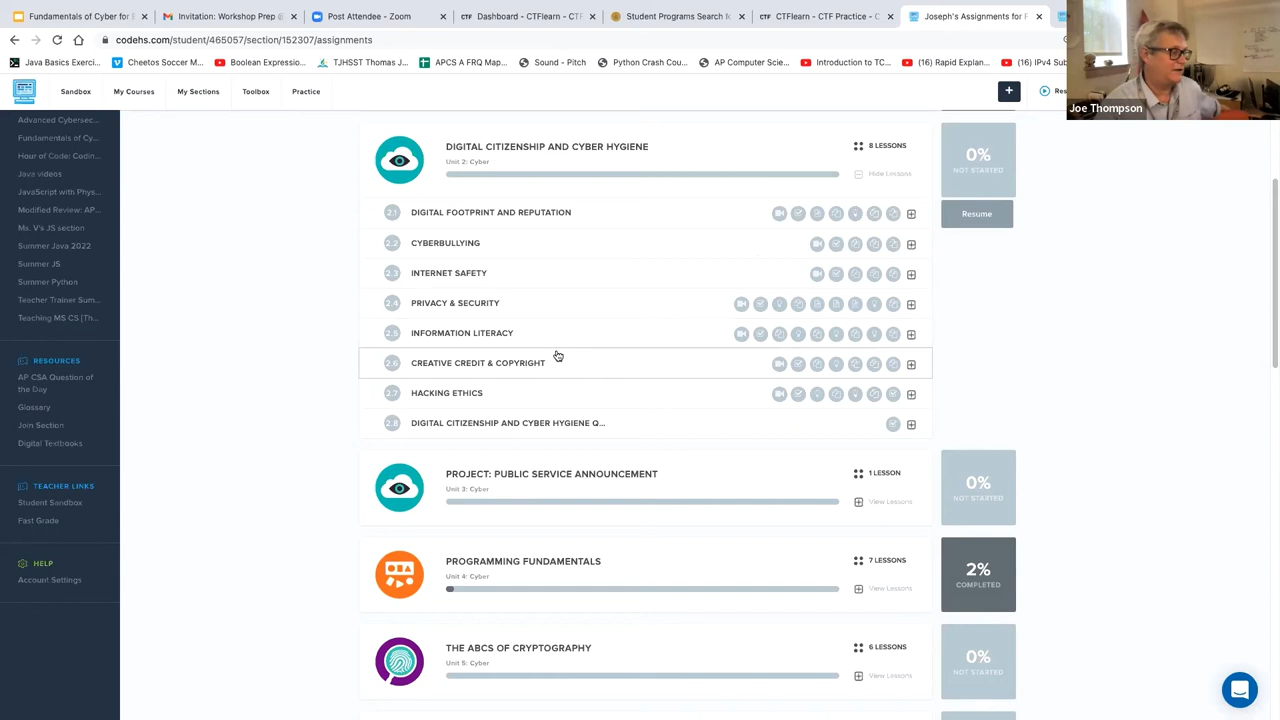 Fundamentals of Cyber for F
Invitation: Workshop Prep @
Post Attendee - Zoom
Dashboard - CTFlearn - CTF
Student Programs Search fo
CTFlearn - CTF Practice - C
Joseph's Assignments for F
codehs.com/student/465057/section/152307/assignments
Java Basics Exerci...
Cheetos Soccer M...
Boolean Expressio...
TJHSST Thomas J...
APCS A FRQ Map...
Sound - Pitch
Python Crash Cou...
AP Computer Scie...
Introduction to TC...
(16) Rapid Explan...
(16) IPv4 Sub
Sandbox
My Courses
My Sections
Toolbox
Practice
+
Res
Joe Thompson
Advanced Cybersec...
Fundamentals of Cy...
Hour of Code: Codin...
Java videos
JavaScript with Phys...
Modified Review: AP...
Ms. V's JS section
Summer Java 2022
Summer JS
Summer Python
Teacher Trainer Sum...
Teaching MS CS [Th...
RESOURCES
AP CSA Question of
the Day
Glossary
Join Section
Digital Textbooks
TEACHER LINKS
Student Sandbox
Fast Grade
HELP
Account Settings
DIGITAL CITIZENSHIP AND CYBER HYGIENE
Unit 2: Cyber
8 LESSONS
Hide Lessons
0%
NOT STARTED
Resume
2.1 DIGITAL FOOTPRINT AND REPUTATION
2.2 CYBERBULLYING
2.3 INTERNET SAFETY
2.4 PRIVACY & SECURITY
2.5 INFORMATION LITERACY
2.6 CREATIVE CREDIT & COPYRIGHT
2.7 HACKING ETHICS
2.8 DIGITAL CITIZENSHIP AND CYBER HYGIENE Q...
PROJECT: PUBLIC SERVICE ANNOUNCEMENT
Unit 3: Cyber
1 LESSON
View Lessons
0%
NOT STARTED
PROGRAMMING FUNDAMENTALS
Unit 4: Cyber
7 LESSONS
View Lessons
2%
COMPLETED
THE ABCS OF CRYPTOGRAPHY
Unit 5: Cyber
6 LESSONS
View Lessons
0%
NOT STARTED